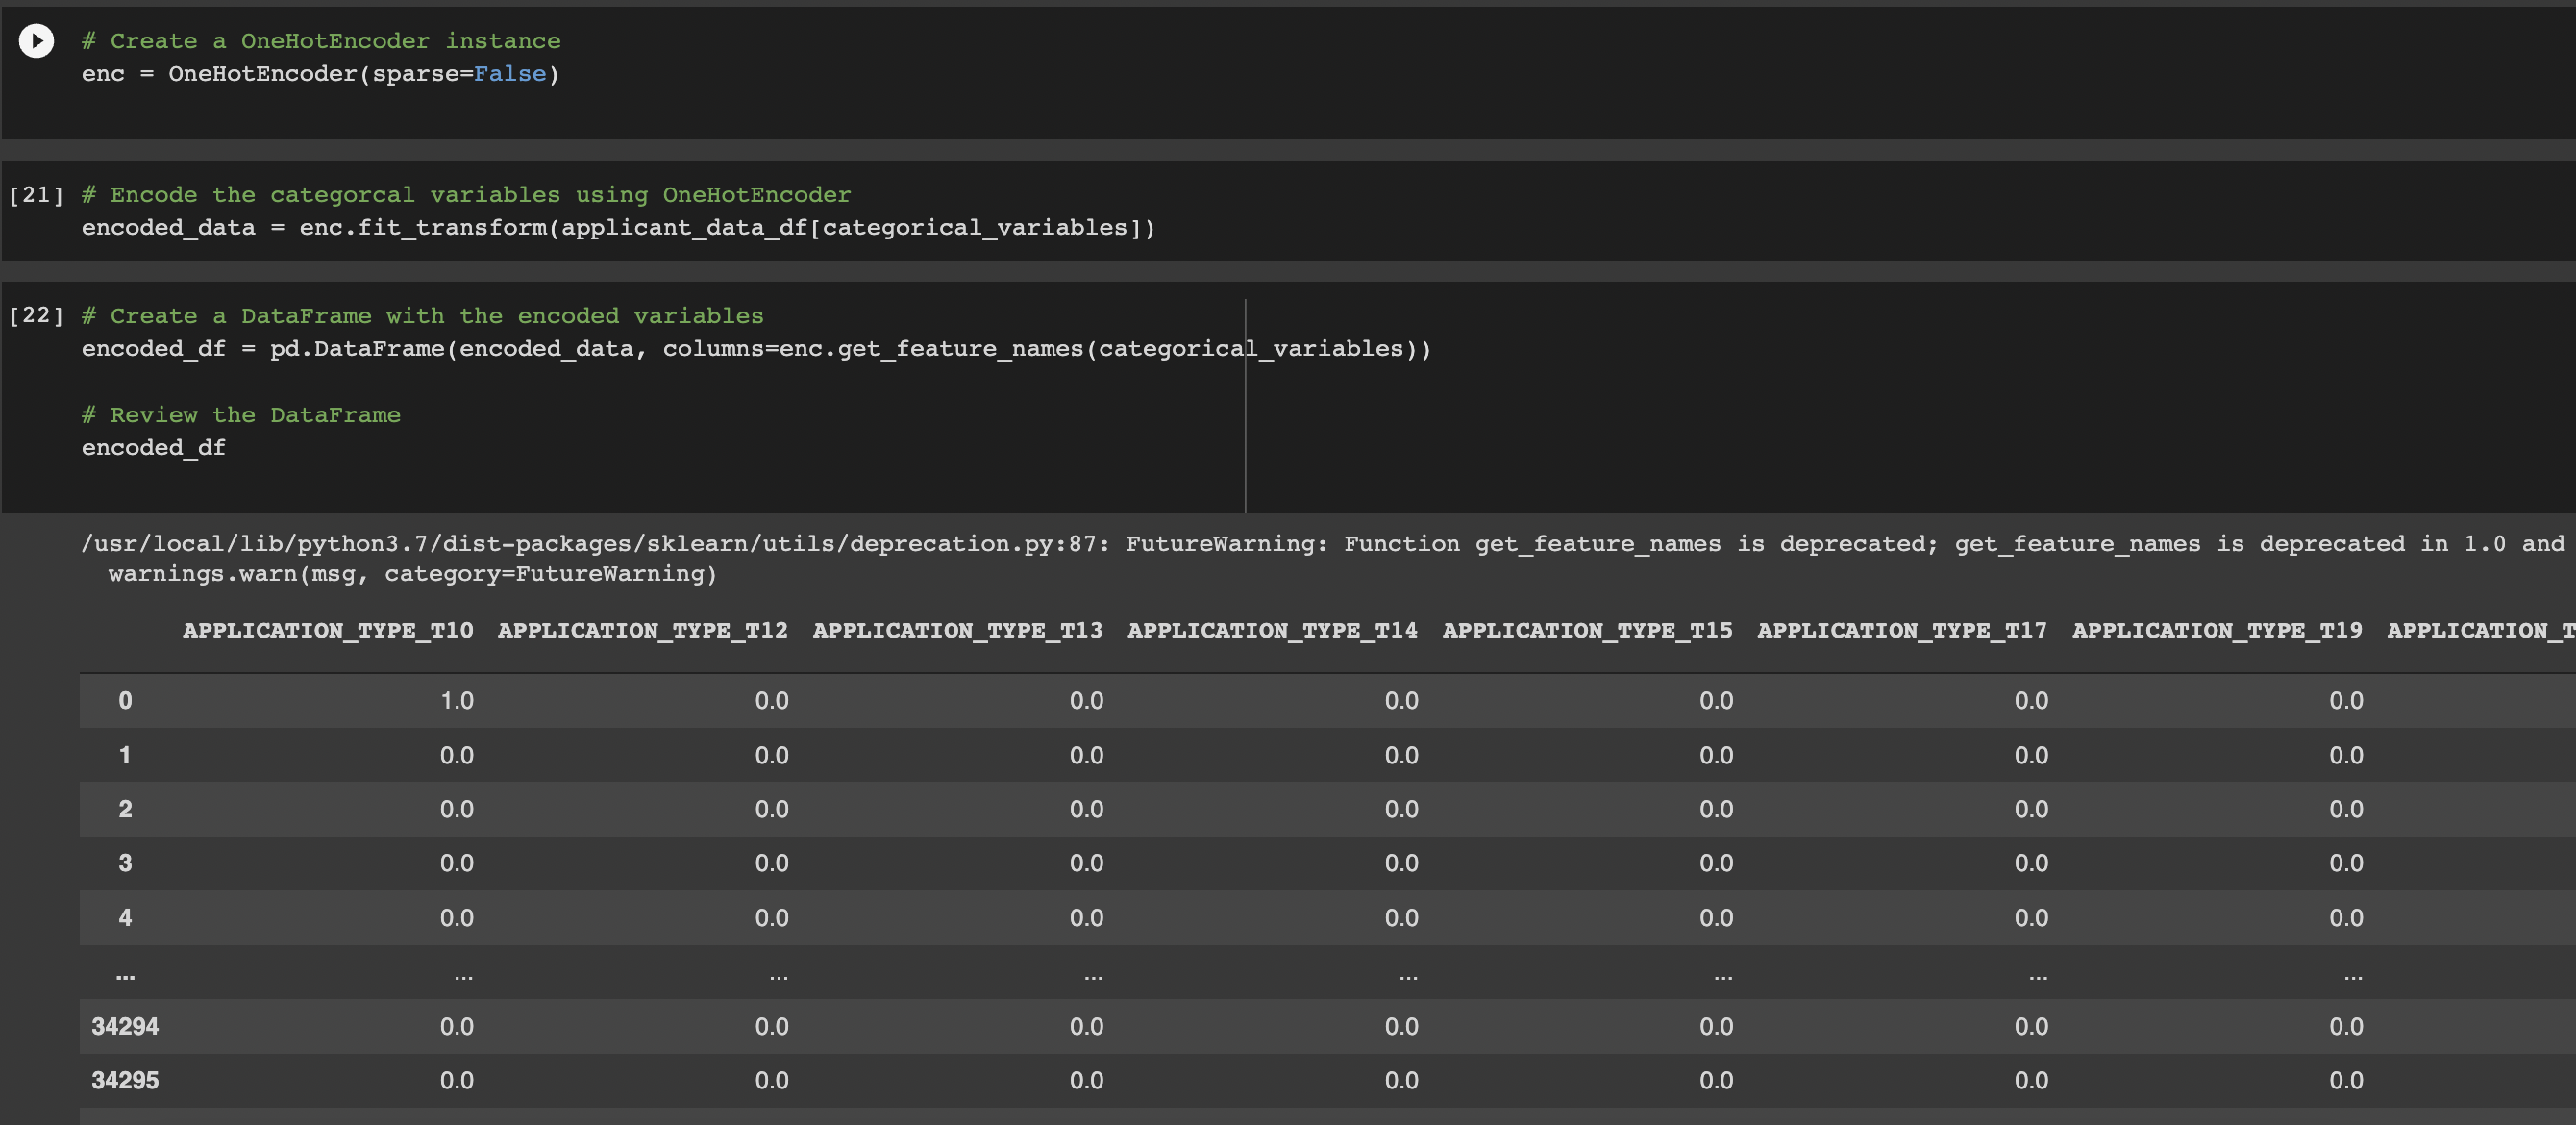 # Create a OneHotEncoder instance
enc = OneHotEncoder(sparse=False)
[21] # Encode the categorcal variables using OneHotEncoder
encoded_data = enc.fit_transform(applicant_data_df[categorical_variables])
[22] # Create a DataFrame with the encoded variables
encoded_df = pd.DataFrame(encoded_data, columns=enc.get_feature_names(categorical_variables))
# Review the DataFrame
encoded_df
/usr/local/lib/python3.7/dist-packages/sklearn/utils/deprecation.py:87: FutureWarning: Function get_feature_names is deprecated; get_feature_names is deprecated in 1.0 and
warnings.warn(msg, category=FutureWarning)
APPLICATION_TYPE_T10 APPLICATION_TYPE_T12 APPLICATION_TYPE_T13 APPLICATION_TYPE_T14 APPLICATION_TYPE_T15 APPLICATION_TYPE_T17 APPLICATION_TYPE_T19 APPLICATION_T
0 1.0 0.0 0.0 0.0 0.0 0.0 0.0
1 0.0 0.0 0.0 0.0 0.0 0.0 0.0
2 0.0 0.0 0.0 0.0 0.0 0.0 0.0
3 0.0 0.0 0.0 0.0 0.0 0.0 0.0
4 0.0 0.0 0.0 0.0 0.0 0.0 0.0
... ... ... ... ... ... ... ...
34294 0.0 0.0 0.0 0.0 0.0 0.0 0.0
34295 0.0 0.0 0.0 0.0 0.0 0.0 0.0